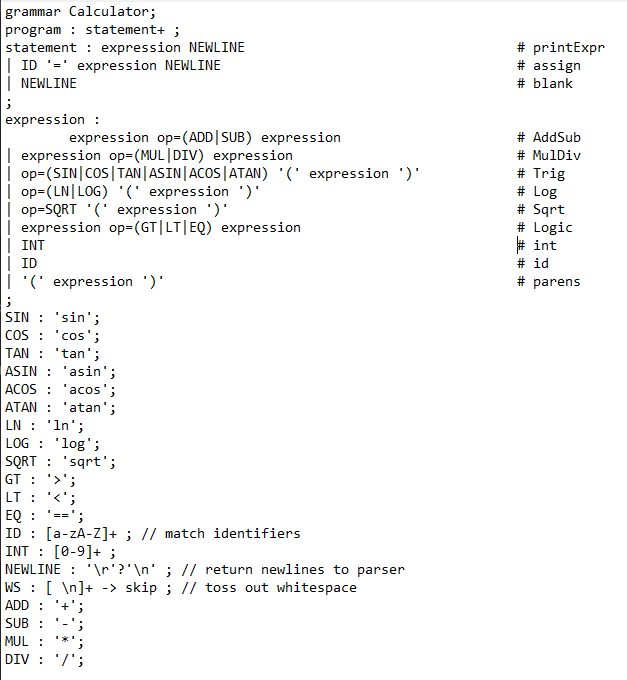 grammar Calculator;
program : statement+ ;
statement : expression NEWLINE # printExpr
| ID '=' expression NEWLINE # assign
| NEWLINE # blank
;
expression :
expression op=(ADD|SUB) expression # AddSub
| expression op=(MUL|DIV) expression # MulDiv
| op=(SIN|COS|TAN|ASIN|ACOS|ATAN) '(' expression ')' # Trig
| op=(LN|LOG) '(' expression ')' # Log
| op=SQRT '(' expression ')' # Sqrt
| expression op=(GT|LT|EQ) expression # Logic
| INT # int
| ID # id
| '(' expression ')' # parens
;
SIN : 'sin';
COS : 'cos';
TAN : 'tan';
ASIN : 'asin';
ACOS : 'acos';
ATAN : 'atan';
LN : 'ln';
LOG : 'log';
SQRT : 'sqrt';
GT : '>';
LT : '<';
EQ : '==';
ID : [a-zA-Z]+ ; // match identifiers
INT : [0-9]+ ;
NEWLINE : '\r'?'\n' ; // return newlines to parser
WS : [ \n]+ -> skip ; // toss out whitespace
ADD : '+';
SUB : '-';
MUL : '*';
DIV : '/';